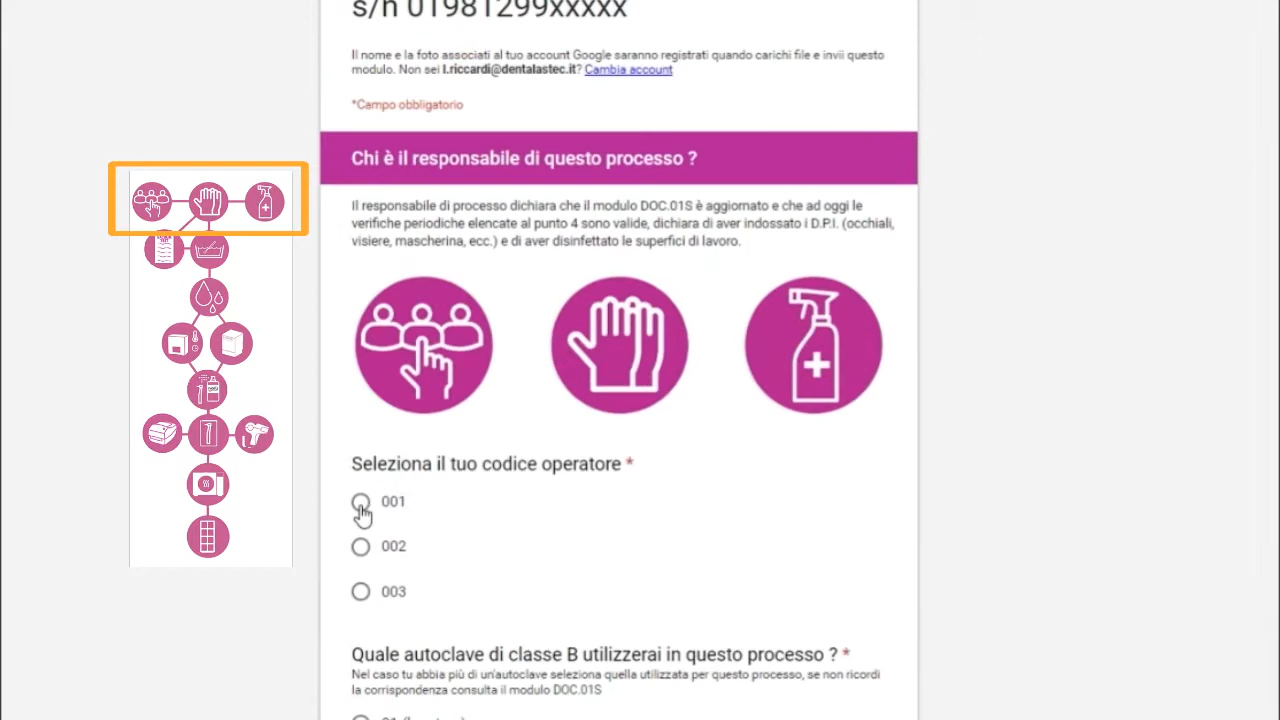 s/n 01981299xxxxx
Il nome e la foto associati al tuo account Google saranno registrati quando carichi file e invii questo
modulo. Non sei l.riccardi@dentalastec.it? Cambia account
*Campo obbligatorio
Chi è il responsabile di questo processo ?
Il responsabile di processo dichiara che il modulo DOC.01S è aggiornato e che ad oggi le
verifiche periodiche elencate al punto 4 sono valide, dichiara di aver indossato i D.P.I. (occhiali,
visiere, mascherina, ecc.) e di aver disinfettato le superfici di lavoro.
Seleziona il tuo codice operatore *
001
002
003
Quale autoclave di classe B utilizzerai in questo processo ? *
Nel caso tu abbia più di un'autoclave seleziona quella utilizzata per questo processo, se non ricordi
la corrispondenza consulta il modulo DOC.01S